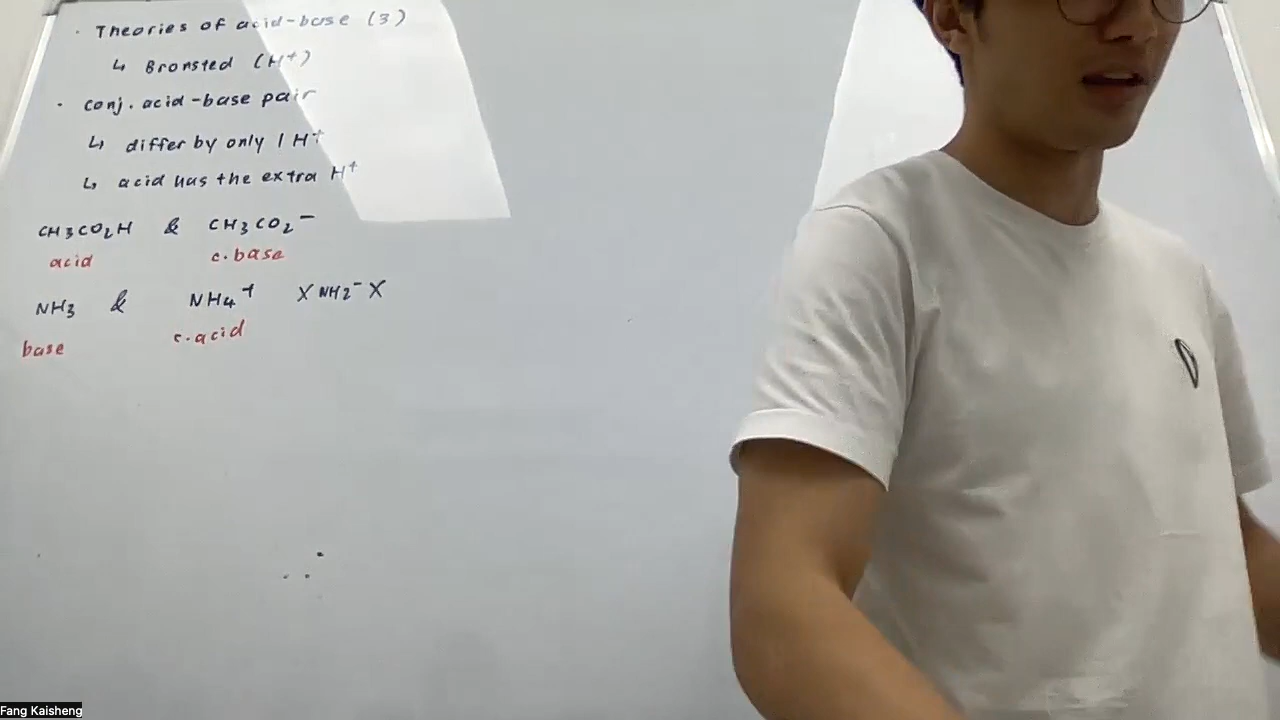 · Theories of acid-base (3)
↳ Bronsted (H⁺)
· conj. acid-base pair
↳ differ by only 1 H⁺
↳ acid has the extra H⁺
CH₃CO₂H & CH₃CO₂⁻
acid c.base
NH₃ & NH₄⁺ X NH₂⁻ X
base c.acid
Fang Kaisheng